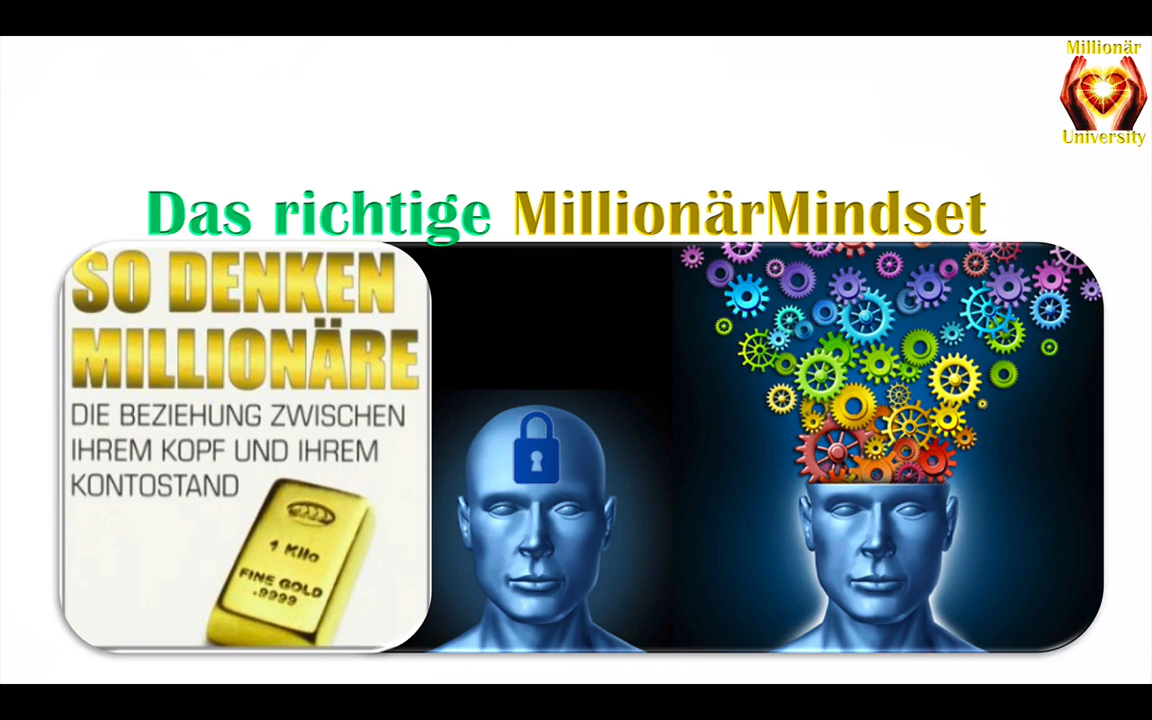 Millionär
University
Das richtige MillionärMindset
SO DENKEN
MILLIONÄRE
DIE BEZIEHUNG ZWISCHEN
IHREM KOPF UND IHREM
KONTOSTAND
1 Kilo
FINE GOLD
.9999